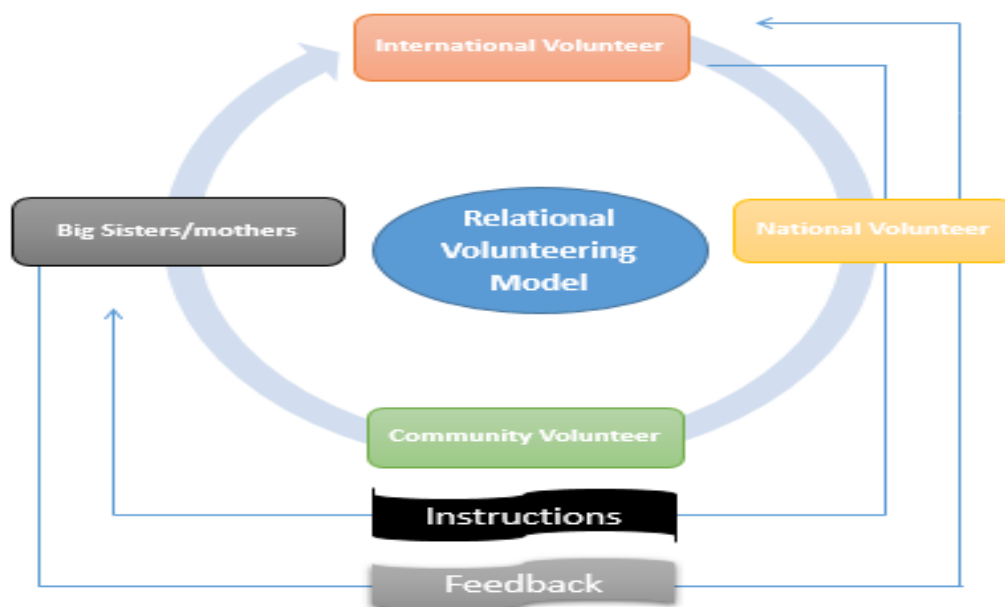 International Volunteer
Big Sisters/mothers
Relational
Volunteering
Model
National Volunteer
Community Volunteer
Instructions
Feedback